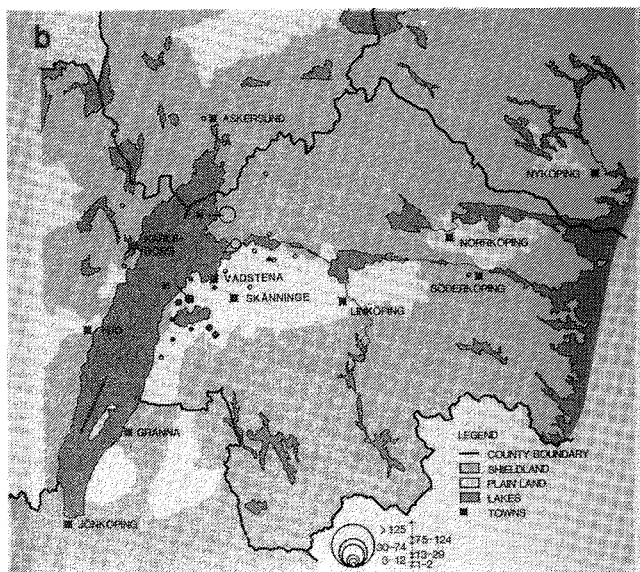 b
ASKERSUND
NYKÖPING
NORRKÖPING
VADSTENA
SÖDERKÖPING
SKÄNNINGE
LINKÖPING
GRÄNNA
LEGEND
COUNTY BOUNDARY
SHIELDLAND
PLAIN LAND
LAKES
TOWNS
JÖNKÖPING
>125
75-124
30-74
13-29
3-12
1-2